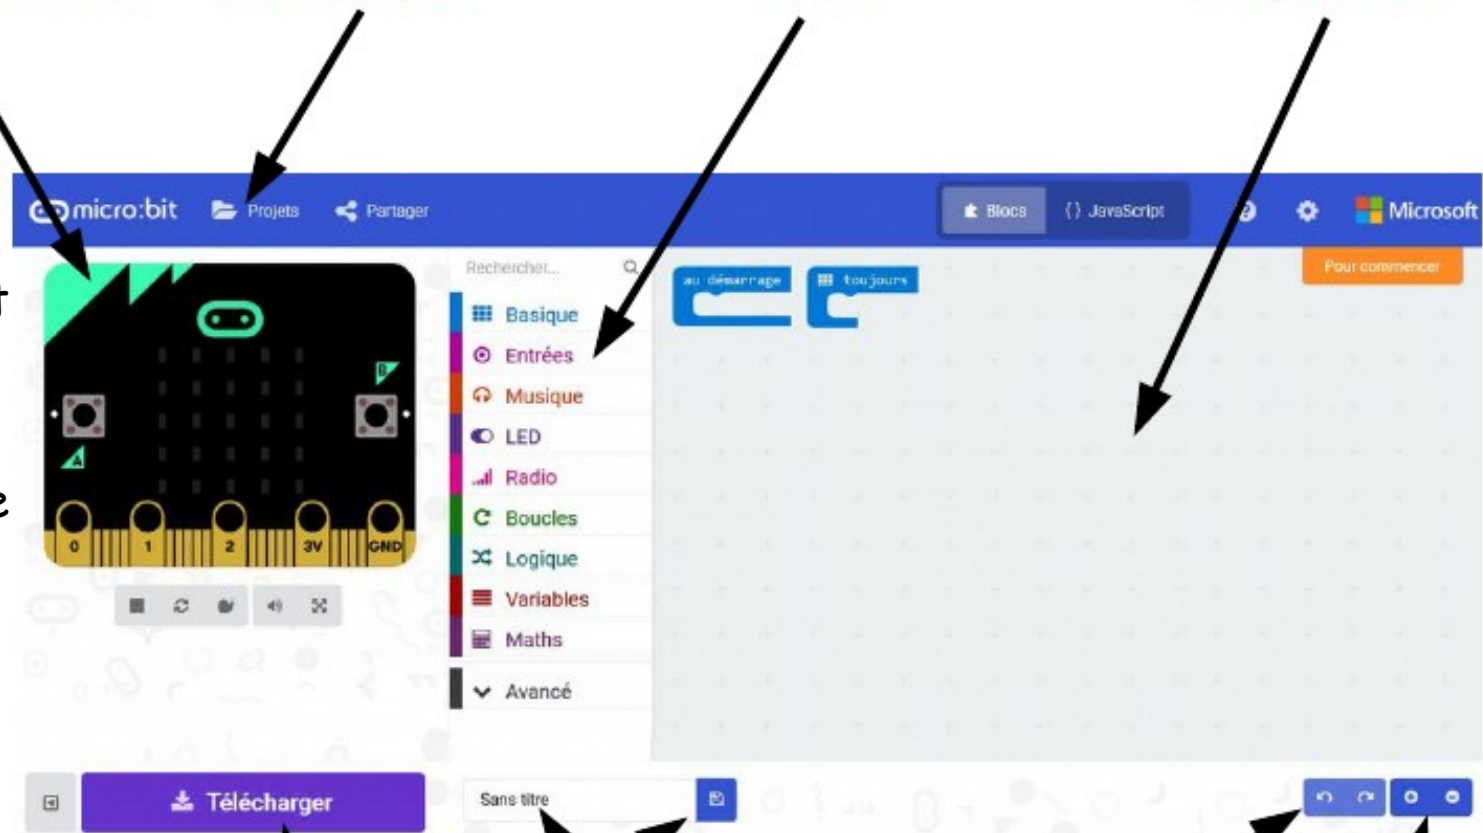 micro:bit
Projets
Partager
Blocs
{} JavaScript
Microsoft
Rechercher...
Basique
Entrées
Musique
LED
Radio
Boucles
Logique
Variables
Maths
Avancé
au démarrage
toujours
Pour commencer
B
A
0 1 2 3V GND
Télécharger
Sans titre